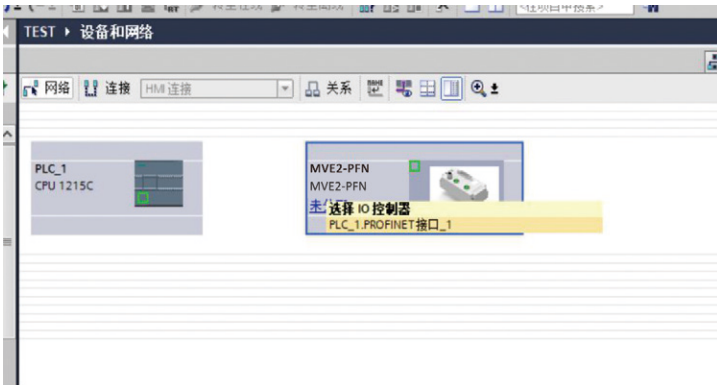 TEST ▸ 设备和网络
网络 连接 HMI 连接 关系
PLC_1
CPU 1215C
MVE2-PFN
MVE2-PFN
选择 IO 控制器
PLC_1.PROFINET接口_1